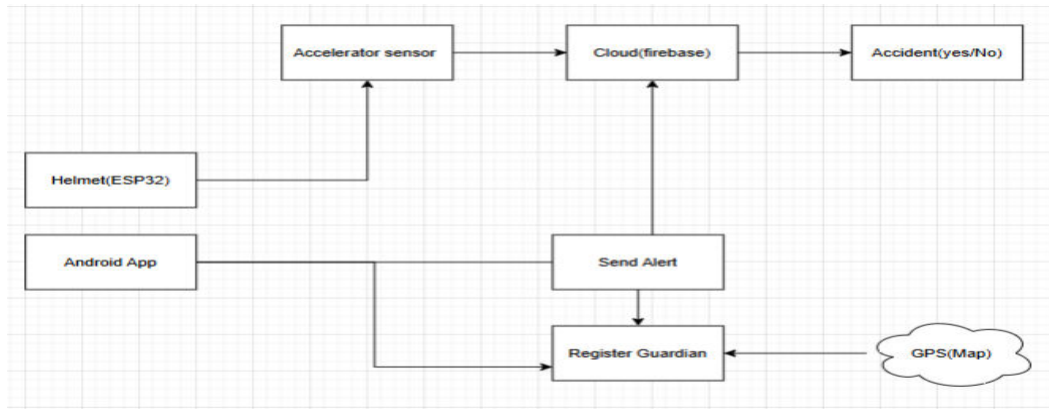 Accelerator sensor
Cloud(firebase)
Accident(yes/No)
Helmet(ESP32)
Android App
Send Alert
Register Guardian
GPS(Map)